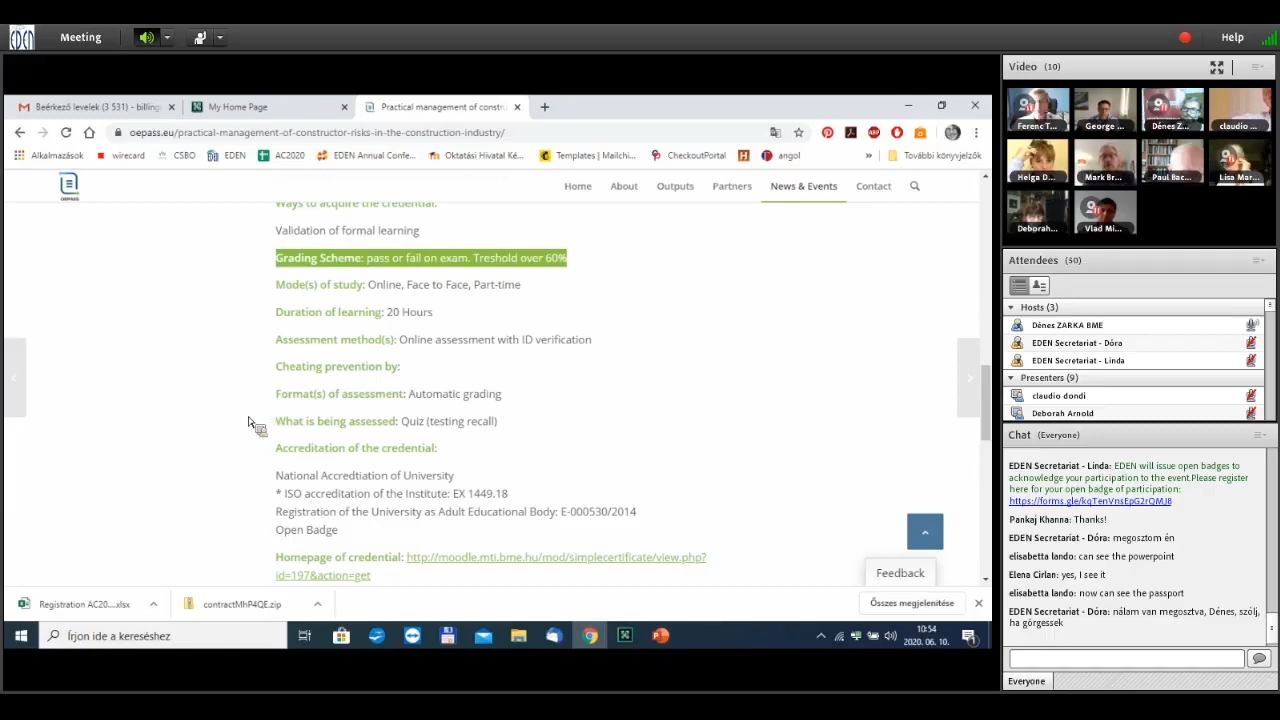 EDEN
Meeting
Help
Beérkező levelek (3 531) - billing
My Home Page
Practical management of constru
oepass.eu/practical-management-of-constructor-risks-in-the-construction-industry/
Alkalmazások
wirecard
CSBO
EDEN
AC2020
EDEN Annual Confe...
Oktatási Hivatal Ké...
Templates | Mailchi...
CheckoutPortal
angol
»
További könyvjelzők
OEPASS
Home
About
Outputs
Partners
News & Events
Contact
Ways to acquire the credential:
Validation of formal learning
Grading Scheme: pass or fail on exam. Treshold over 60%
Mode(s) of study: Online, Face to Face, Part-time
Duration of learning: 20 Hours
Assessment method(s): Online assessment with ID verification
Cheating prevention by:
Format(s) of assessment: Automatic grading
What is being assessed: Quiz (testing recall)
Accreditation of the credential:
National Accredtiation of University
* ISO accreditation of the Institute: EX 1449.18
Registration of the University as Adult Educational Body: E-000530/2014
Open Badge
Homepage of credential: http://moodle.mti.bme.hu/mod/simplecertificate/view.php?
id=197&action=get
Feedback
Registration AC20....xlsx
contractMhP4QE.zip
Összes megjelenítése
Írjon ide a kereséshez
10:54
2020. 06. 10.
Video (10)
Ferenc T...
George ...
Dénes Z...
claudio ...
Helga D...
Mark Br...
Paul Bac...
Lisa Mar...
Deborah...
Vlad Mi...
Attendees (50)
Hosts (3)
Dénes ZARKA BME
EDEN Secretariat - Dóra
EDEN Secretariat - Linda
Presenters (9)
claudio dondi
Deborah Arnold
Chat (Everyone)
EDEN Secretariat - Linda: EDEN will issue open badges to
acknowledge your participation to the event.Please register
here for your open badge of participation:
https://forms.gle/kqTenVnsEpG2rQMJ8
Pankaj Khanna: Thanks!
EDEN Secretariat - Dóra: megosztom én
elisabetta lando: can see the powerpoint
Elena Cirlan: yes, I see it
elisabetta lando: now can see the passport
EDEN Secretariat - Dóra: nálam van megosztva, Dénes, szólj,
ha görgessek
Everyone